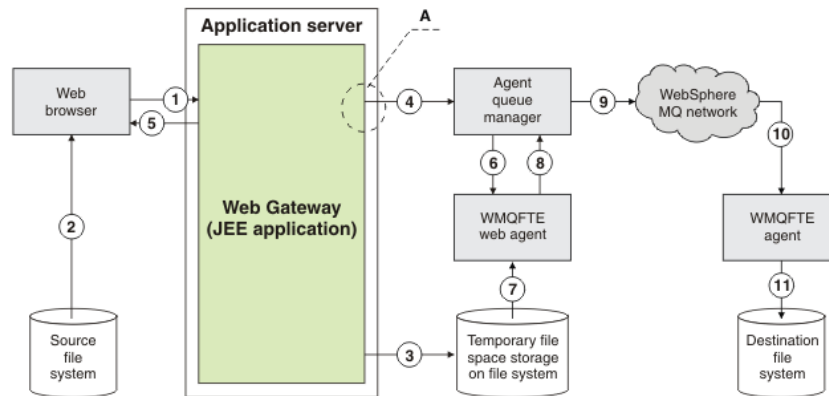 A
Application server
Web
browser
1
5
4
Agent
queue
manager
9
WebSphere
MQ network
10
6
8
2
Web Gateway
(JEE application)
WMQFTE
web agent
WMQFTE
agent
7
11
Source
file
system
3
Temporary file
space storage
on file system
Destination
file
system